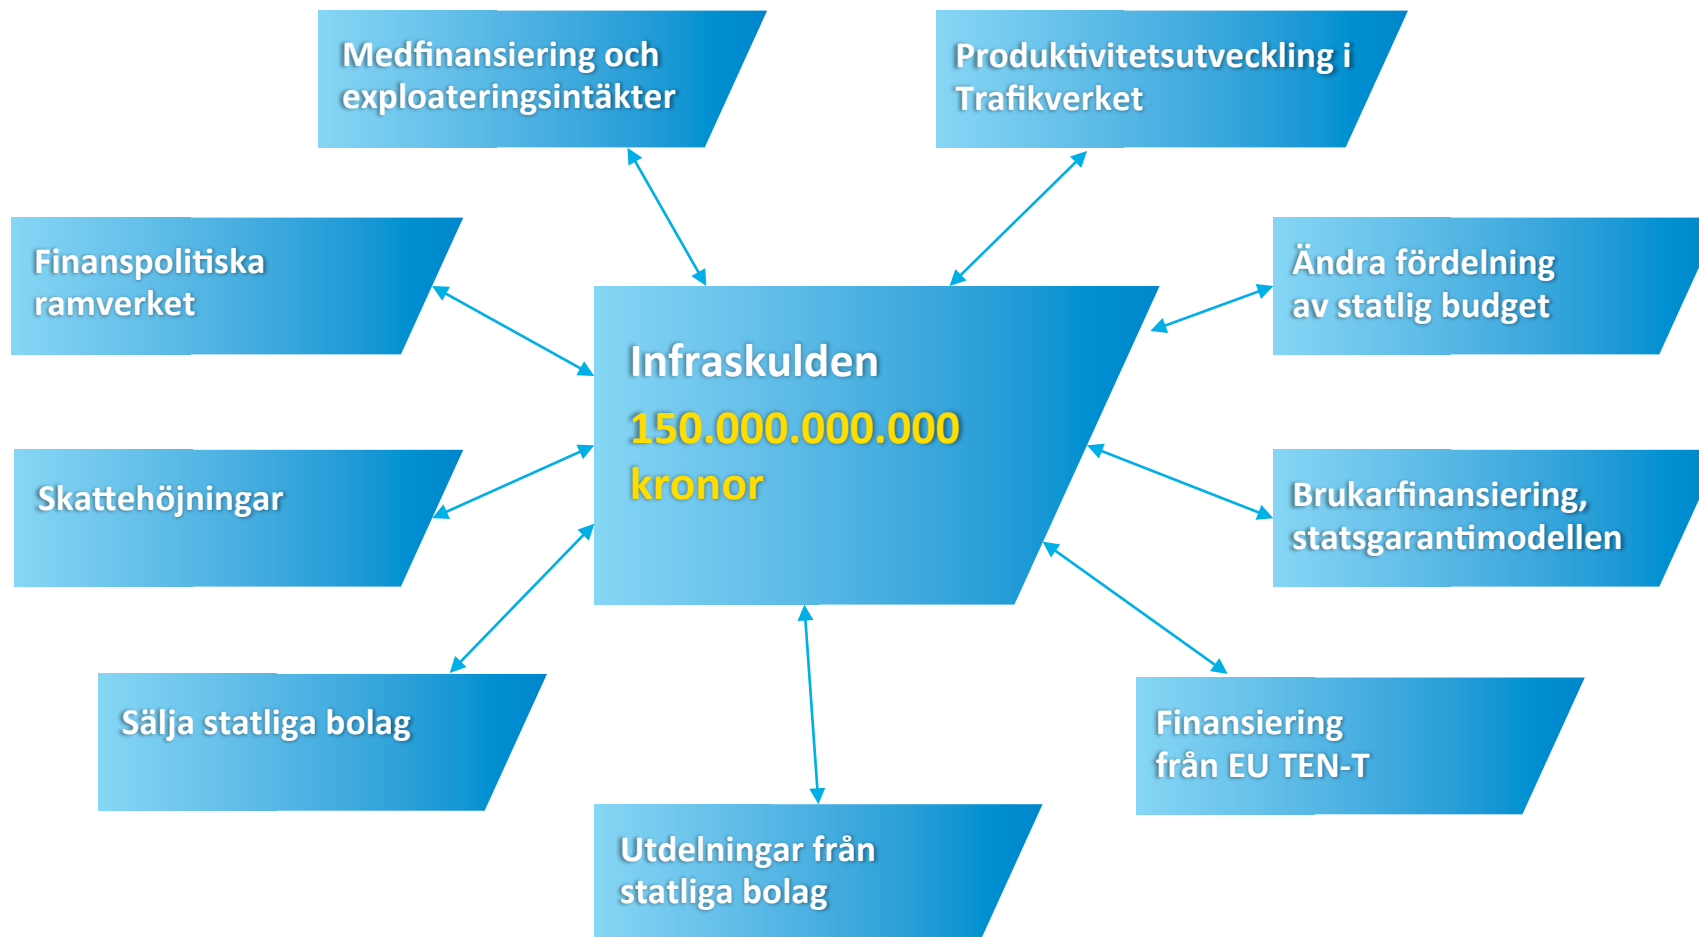 Medfinansiering och
exploateringsintäkter
Produktivitetsutveckling i
Trafikverket
Finanspolitiska
ramverket
Ändra fördelning
av statlig budget
Infraskulden
150.000.000.000
kronor
Skattehöjningar
Brukarfinansiering,
statsgarantimodellen
Sälja statliga bolag
Finansiering
från EU TEN-T
Utdelningar från
statliga bolag